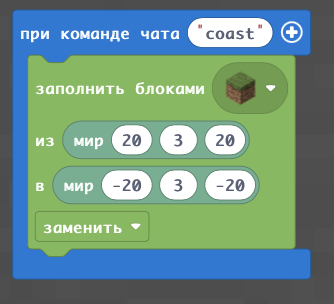 при команде чата "coast"
заполнить блоками
из мир 20 3 20
в мир -20 3 -20
заменить